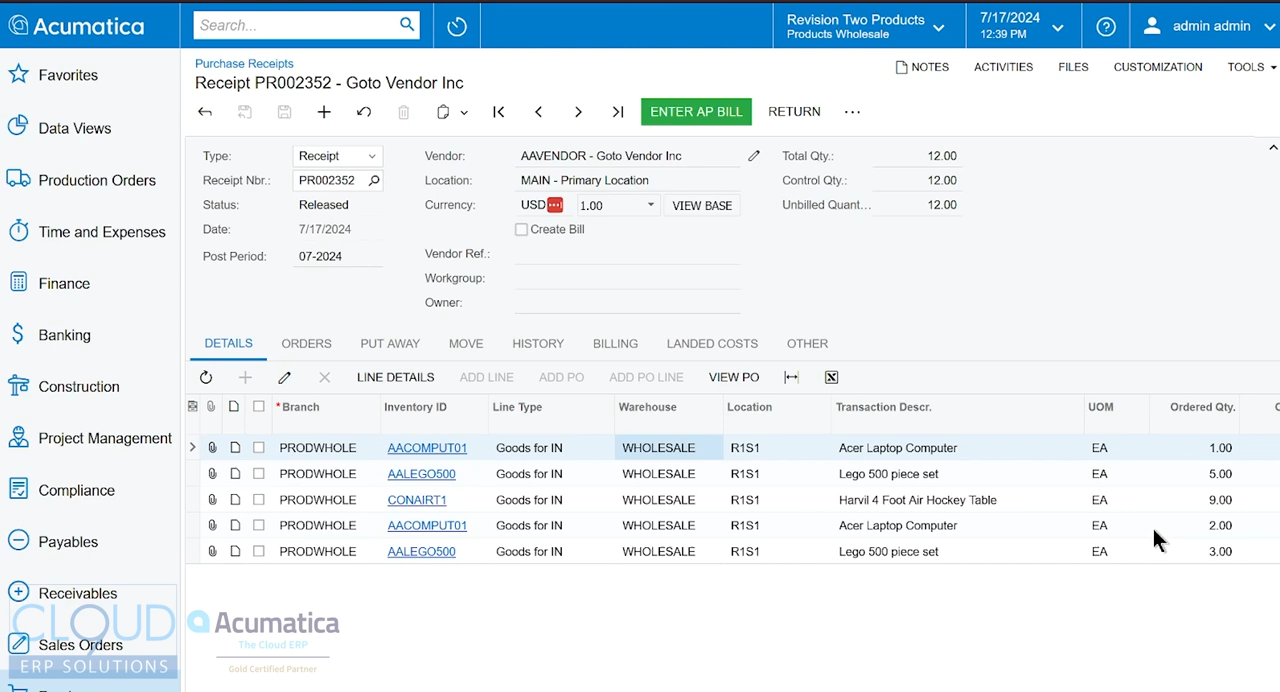 Acumatica
Search...
Revision Two Products
Products Wholesale
7/17/2024
12:39 PM
admin admin
Favorites
Data Views
Production Orders
Time and Expenses
Finance
Banking
Construction
Project Management
Compliance
Payables
Receivables
Sales Orders
Purchase Receipts
Receipt PR002352 - Goto Vendor Inc
NOTES ACTIVITIES FILES CUSTOMIZATION TOOLS
ENTER AP BILL RETURN
Type: Receipt Vendor: AAVENDOR - Goto Vendor Inc Total Qty.: 12.00
Receipt Nbr.: PR002352 Location: MAIN - Primary Location Control Qty.: 12.00
Status: Released Currency: USD 1.00 VIEW BASE Unbilled Quant... 12.00
Date: 7/17/2024 Create Bill
Post Period: 07-2024 Vendor Ref.:
Workgroup:
Owner:
DETAILS ORDERS PUT AWAY MOVE HISTORY BILLING LANDED COSTS OTHER
LINE DETAILS ADD LINE ADD PO ADD PO LINE VIEW PO
*Branch Inventory ID Line Type Warehouse Location Transaction Descr. UOM Ordered Qty.
PRODWHOLE AACOMPUT01 Goods for IN WHOLESALE R1S1 Acer Laptop Computer EA 1.00
PRODWHOLE AALEGO500 Goods for IN WHOLESALE R1S1 Lego 500 piece set EA 5.00
PRODWHOLE CONAIRT1 Goods for IN WHOLESALE R1S1 Harvil 4 Foot Air Hockey Table EA 9.00
PRODWHOLE AACOMPUT01 Goods for IN WHOLESALE R1S1 Acer Laptop Computer EA 2.00
PRODWHOLE AALEGO500 Goods for IN WHOLESALE R1S1 Lego 500 piece set EA 3.00
CLOUD
ERP SOLUTIONS
Acumatica
The Cloud ERP
Gold Certified Partner